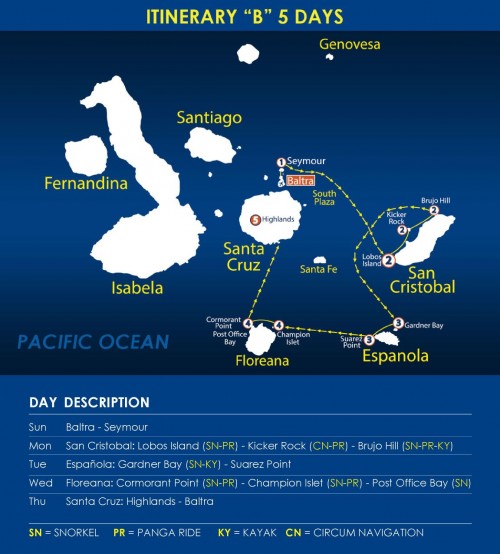 ITINERARY “B” 5 DAYS
Genovesa
Santiago
Fernandina
1 Seymour
Baltra
South
Plaza
Brujo Hill
2
Kicker
Rock
2
5 Highlands
Lobos
Island
2
Santa
Cruz
Santa Fe
San
Cristobal
Isabela
Cormorant
Point
Post Office
Bay
4
4
Champion
Islet
3 Gardner Bay
Suarez
Point
3
PACIFIC OCEAN
Floreana
Espanola
DAY DESCRIPTION
Sun Baltra - Seymour
Mon San Cristobal: Lobos Island (SN-PR) - Kicker Rock (CN-PR) - Brujo Hill (SN-PR-KY)
Tue Española: Gardner Bay (SN-KY) - Suarez Point
Wed Floreana: Cormorant Point (SN-PR) - Champion Islet (SN-PR) - Post Office Bay (SN)
Thu Santa Cruz: Highlands - Baltra
SN = SNORKEL PR = PANGA RIDE KY = KAYAK CN = CIRCUM NAVIGATION